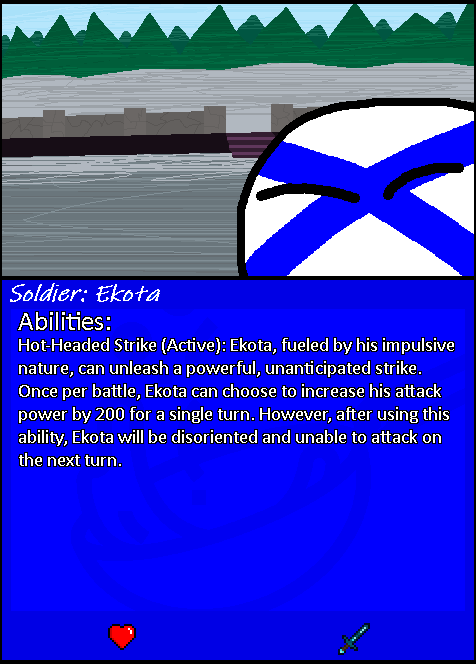 Soldier: Ekota
Abilities:
Hot-Headed Strike (Active): Ekota, fueled by his impulsive
nature, can unleash a powerful, unanticipated strike.
Once per battle, Ekota can choose to increase his attack
power by 200 for a single turn. However, after using this
ability, Ekota will be disoriented and unable to attack on
the next turn.